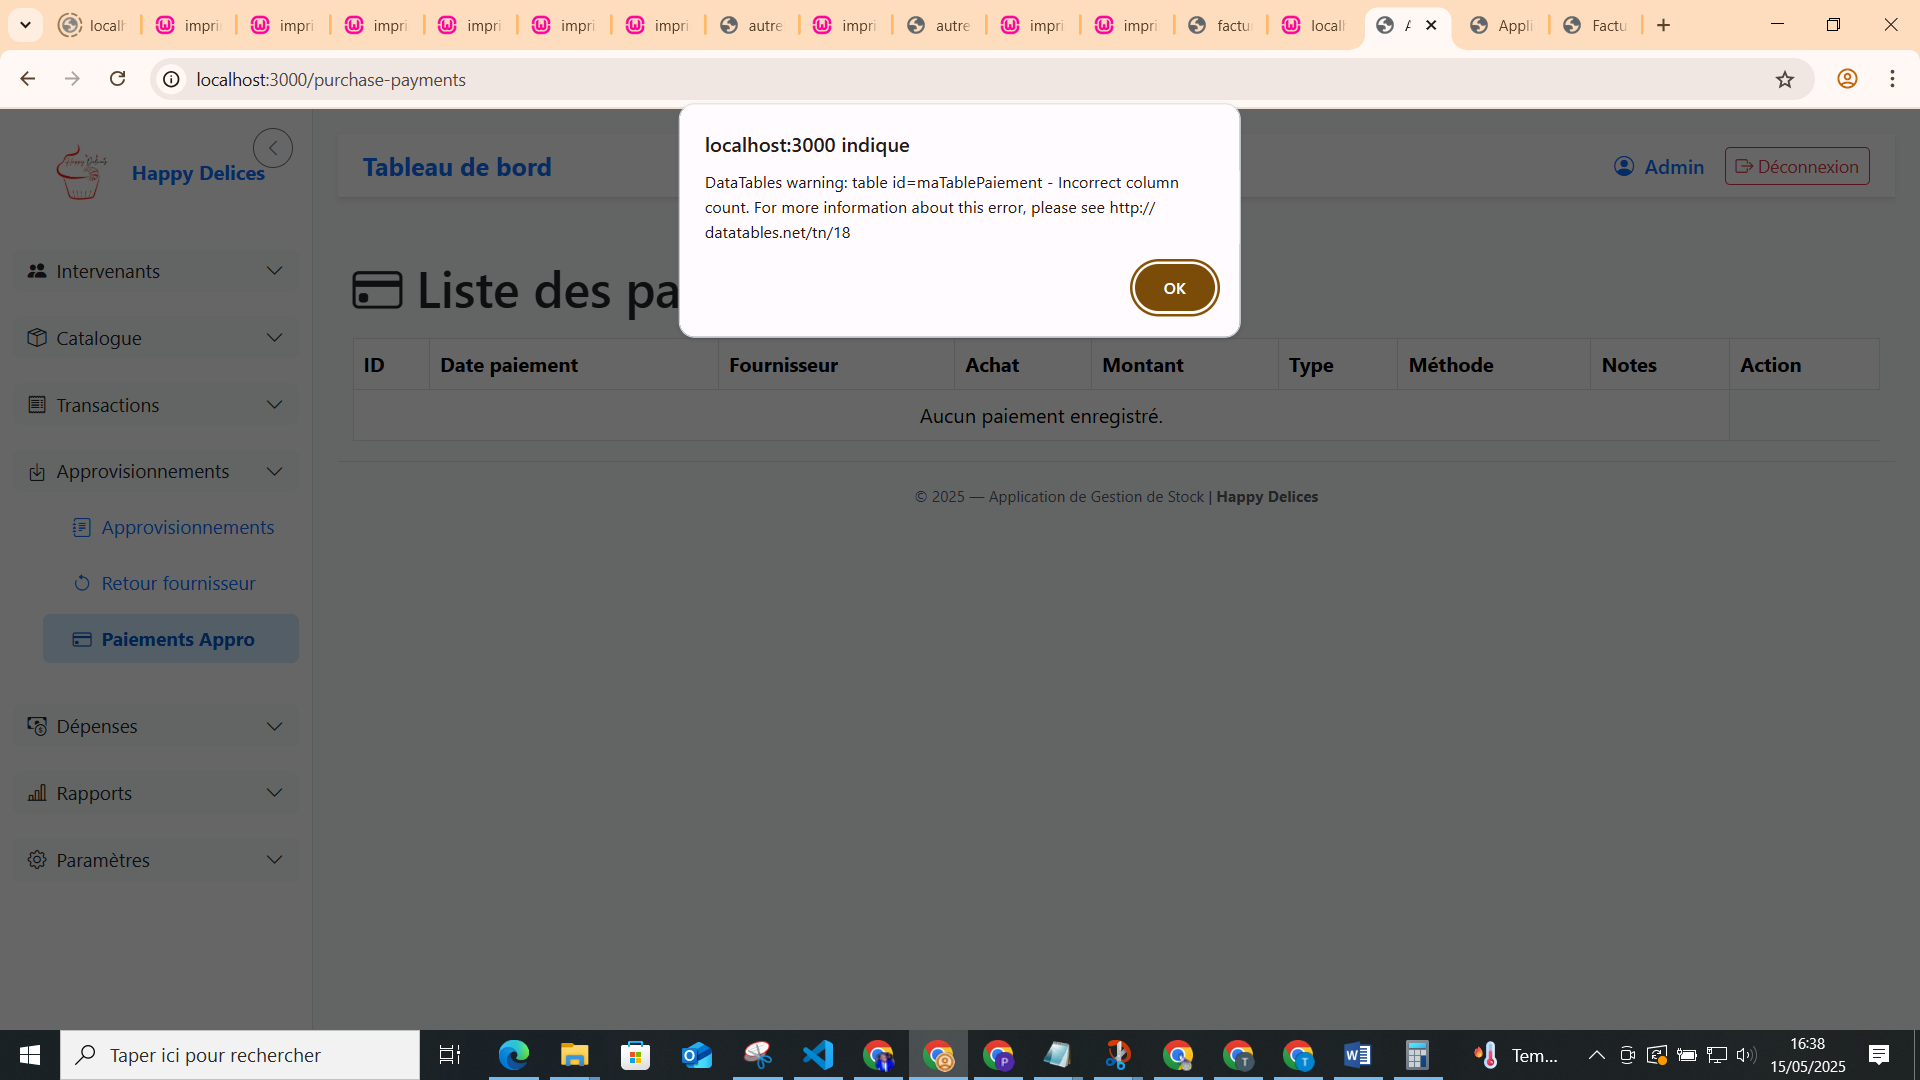 localh
impri
impri
impri
impri
impri
impri
autre
impri
autre
impri
impri
factu
localh
A
Appli
Factu
localhost:3000/purchase-payments
localhost:3000 indique
DataTables warning: table id=maTablePaiement - Incorrect column
count. For more information about this error, please see http://
datatables.net/tn/18
OK
Happy Delices
Tableau de bord
Admin
Déconnexion
Intervenants
Catalogue
Transactions
Approvisionnements
Approvisionnements
Retour fournisseur
Paiements Appro
Dépenses
Rapports
Paramètres
Liste des pa
ID Date paiement Fournisseur Achat Montant Type Méthode Notes Action
Aucun paiement enregistré.
© 2025 — Application de Gestion de Stock | Happy Delices
Taper ici pour rechercher
Tem...
16:38
15/05/2025